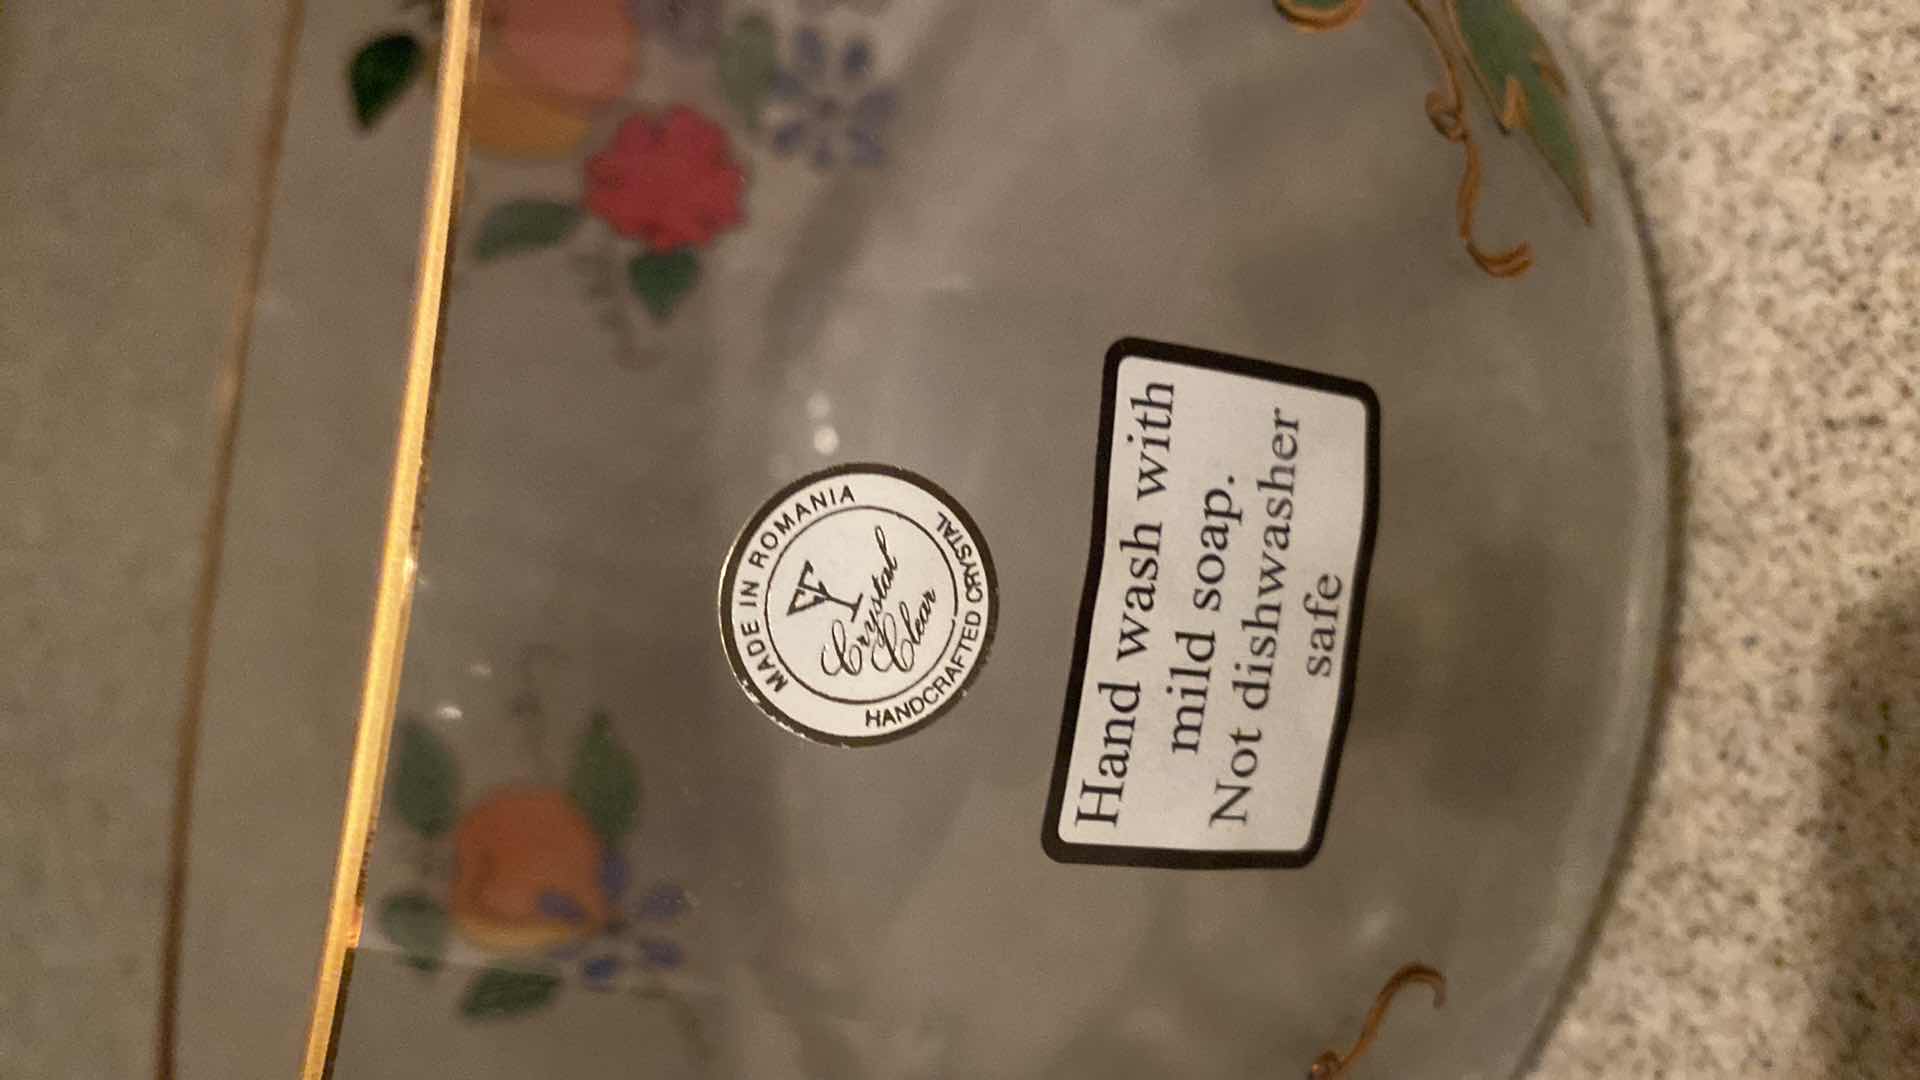 MADE IN ROMANIA
Crystal
Clear
HANDCRAFTED CRYSTAL
Hand wash with
mild soap.
Not dishwasher
safe